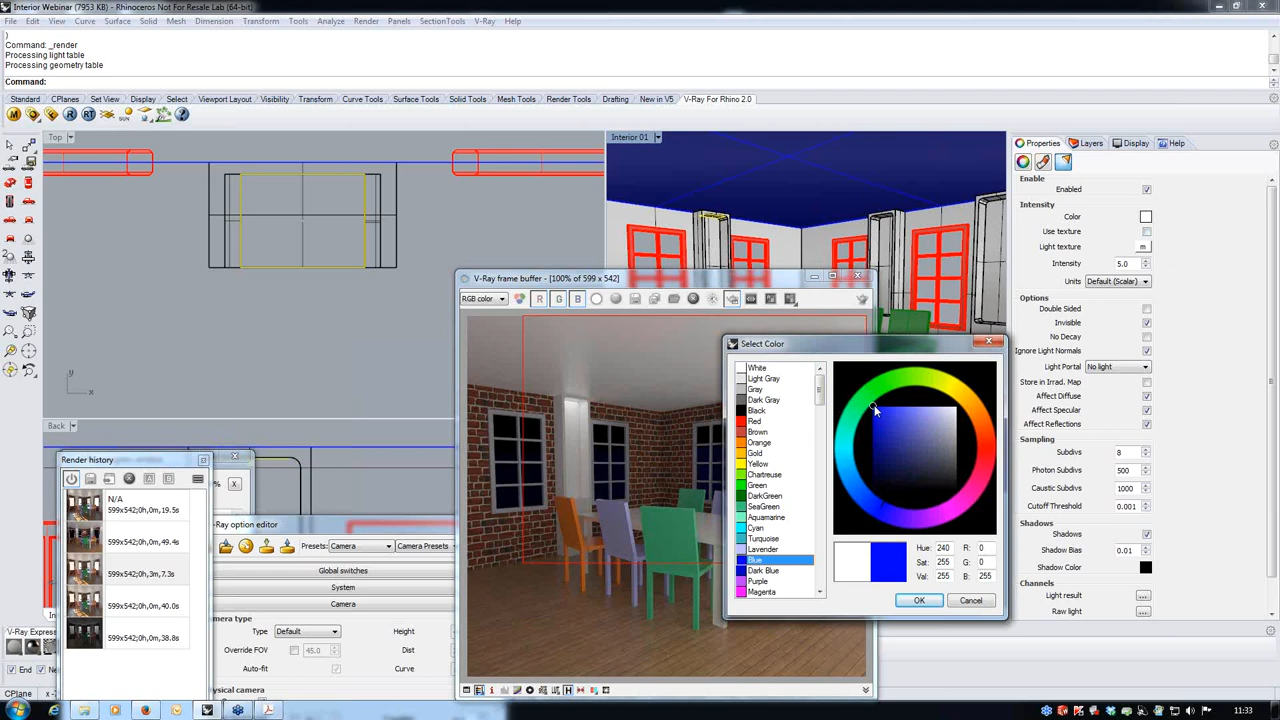 Interior Webinar (7953 KB) - Rhinoceros Not For Resale Lab (64-bit)
File Edit View Curve Surface Solid Mesh Dimension Transform Tools Analyze Render Panels SectionTools V-Ray Help
)
Command: _render
Processing light table
Processing geometry table
Command:
Standard CPlanes Set View Display Select Viewport Layout Visibility Transform Curve Tools Surface Tools Solid Tools Mesh Tools Render Tools Drafting New in V5 V-Ray For Rhino 2.0
M R RT SUN
Top
Interior 01
Properties Layers Display Help
Enable
Enabled
Intensity
Color
Use texture
Light texture m
Intensity 5.0
Units Default (Scalar)
Options
Double Sided
Invisible
No Decay
Ignore Light Normals
Light Portal No light
Store in Irrad. Map
Affect Diffuse
Affect Specular
Affect Reflections
Sampling
Subdivs 8
Photon Subdivs 500
Caustic Subdivs 1000
Cutoff Threshold 0.001
Shadows
Shadows
Shadow Bias 0.01
Shadow Color
Channels
Light result ...
Raw light ...
V-Ray frame buffer - [100% of 599 x 542]
RGB color R G B
Select Color
White
Light Gray
Gray
Dark Gray
Black
Red
Brown
Orange
Gold
Yellow
Chartreuse
Green
DarkGreen
SeaGreen
Aquamarine
Cyan
Turquoise
Lavender
Blue
Dark Blue
Purple
Magenta
Hue: 240 R: 0
Sat: 255 G: 0
Val: 255 B: 255
OK Cancel
y
x
Back
Render history
N/A
599x542;0h,0m,19.5s
599x542;0h,0m,49.4s
599x542;0h,3m,7.3s
599x542;0h,0m,40.0s
599x542;0h,0m,38.8s
-Ray option editor
Presets: Camera Camera Presets
Global switches
System
Camera
amera type
Type Default Height
Override FOV 45.0 Dist
Auto-fit Curve
V-Ray Expres
End
CPlane x
11:33